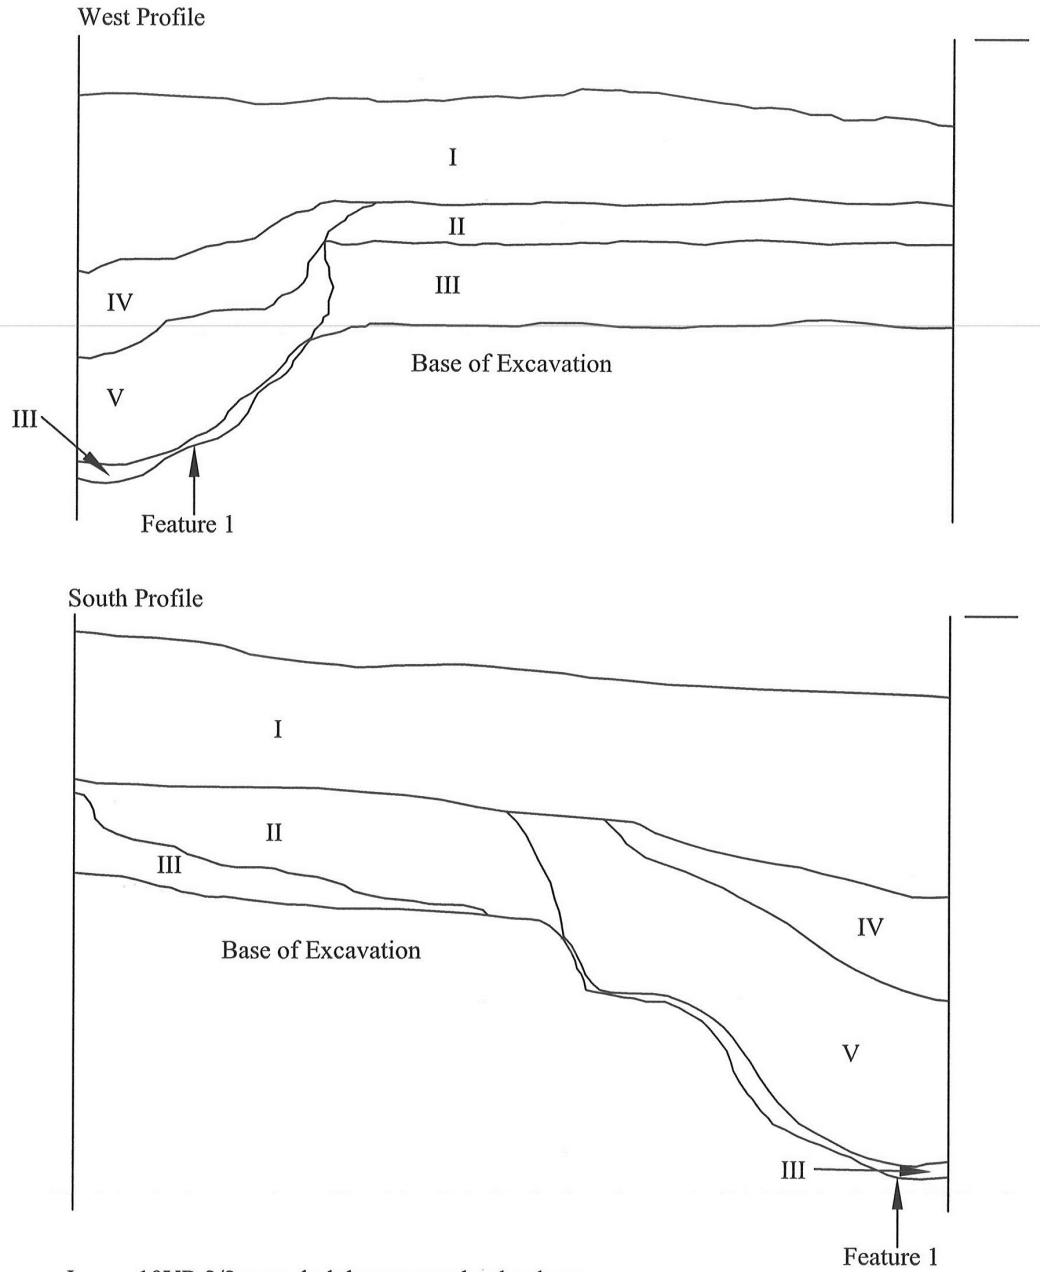 West Profile
I
II
III
IV
Base of Excavation
V
III
Feature 1
South Profile
I
II
III
IV
Base of Excavation
V
III
Feature 1